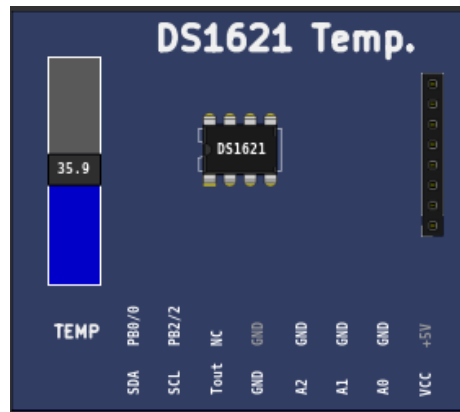 DS1621 Temp.
DS1621
35.9
TEMP
PB0/0 PB2/2 NC GND GND GND GND +5V
SDA SCL Tout GND A2 A1 A0 VCC